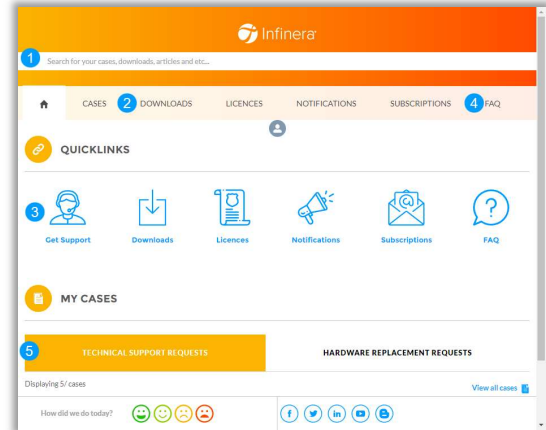 Infinera
1 Search for your cases, downloads, articles and etc...
CASES 2 DOWNLOADS LICENCES NOTIFICATIONS SUBSCRIPTIONS 4 FAQ
QUICKLINKS
3
Get Support Downloads Licences Notifications Subscriptions FAQ
MY CASES
5 TECHNICAL SUPPORT REQUESTS HARDWARE REPLACEMENT REQUESTS
Displaying 5/ cases View all cases
How did we do today?